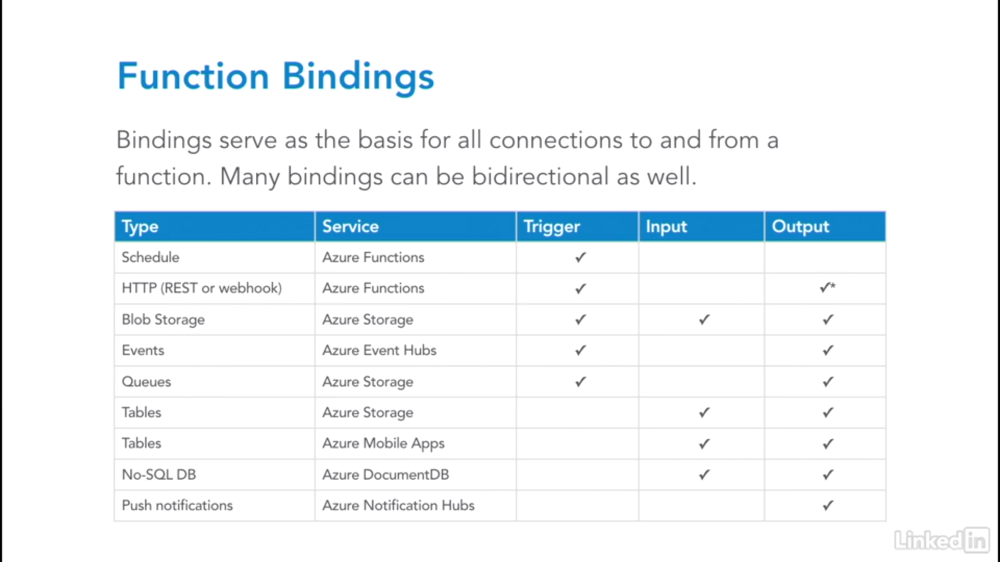 Function Bindings
Bindings serve as the basis for all connections to and from a
function. Many bindings can be bidirectional as well.
Type Service Trigger Input Output
Schedule Azure Functions ✓
HTTP (REST or webhook) Azure Functions ✓ ✓*
Blob Storage Azure Storage ✓ ✓ ✓
Events Azure Event Hubs ✓ ✓
Queues Azure Storage ✓ ✓
Tables Azure Storage ✓ ✓
Tables Azure Mobile Apps ✓ ✓
No-SQL DB Azure DocumentDB ✓ ✓
Push notifications Azure Notification Hubs ✓
Linked in